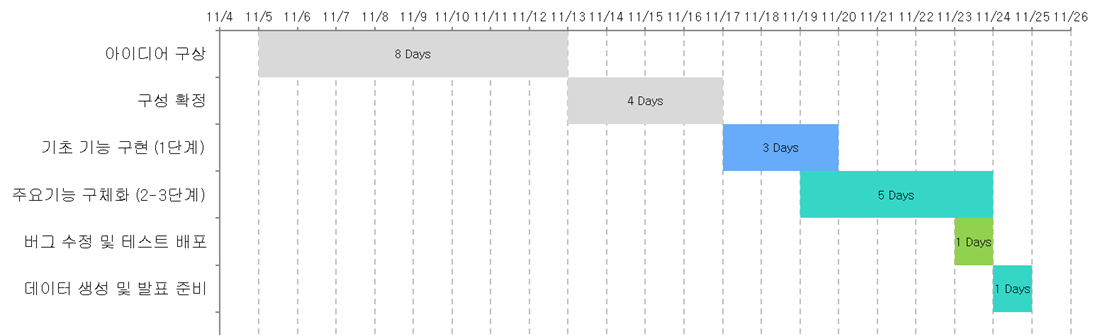 11/4 11/5 11/6 11/7 11/8 11/9 11/10 11/11 11/12 11/13 11/14 11/15 11/16 11/17 11/18 11/19 11/20 11/21 11/22 11/23 11/24 11/25 11/26
아이디어 구상 8 Days
구성 확정 4 Days
기초 기능 구현 (1단계) 3 Days
주요기능 구체화 (2-3단계) 5 Days
버그 수정 및 테스트 배포 1 Days
데이터 생성 및 발표 준비 1 Days